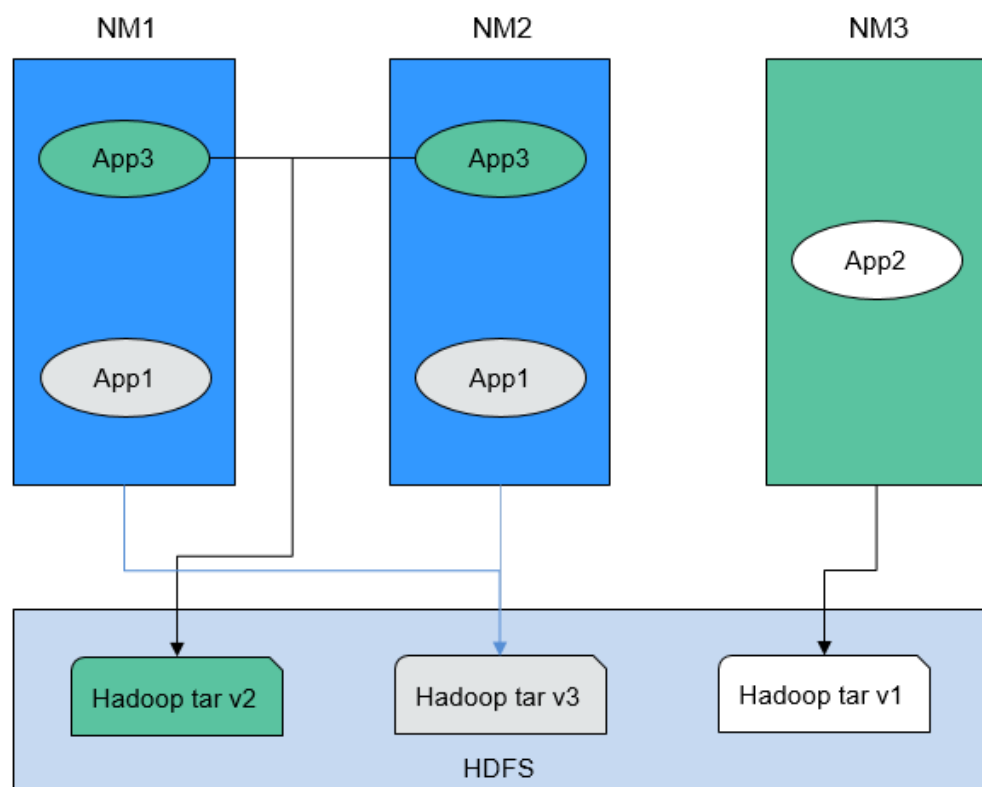 NM1
NM2
NM3
App3
App3
App2
App1
App1
Hadoop tar v2
Hadoop tar v3
Hadoop tar v1
HDFS